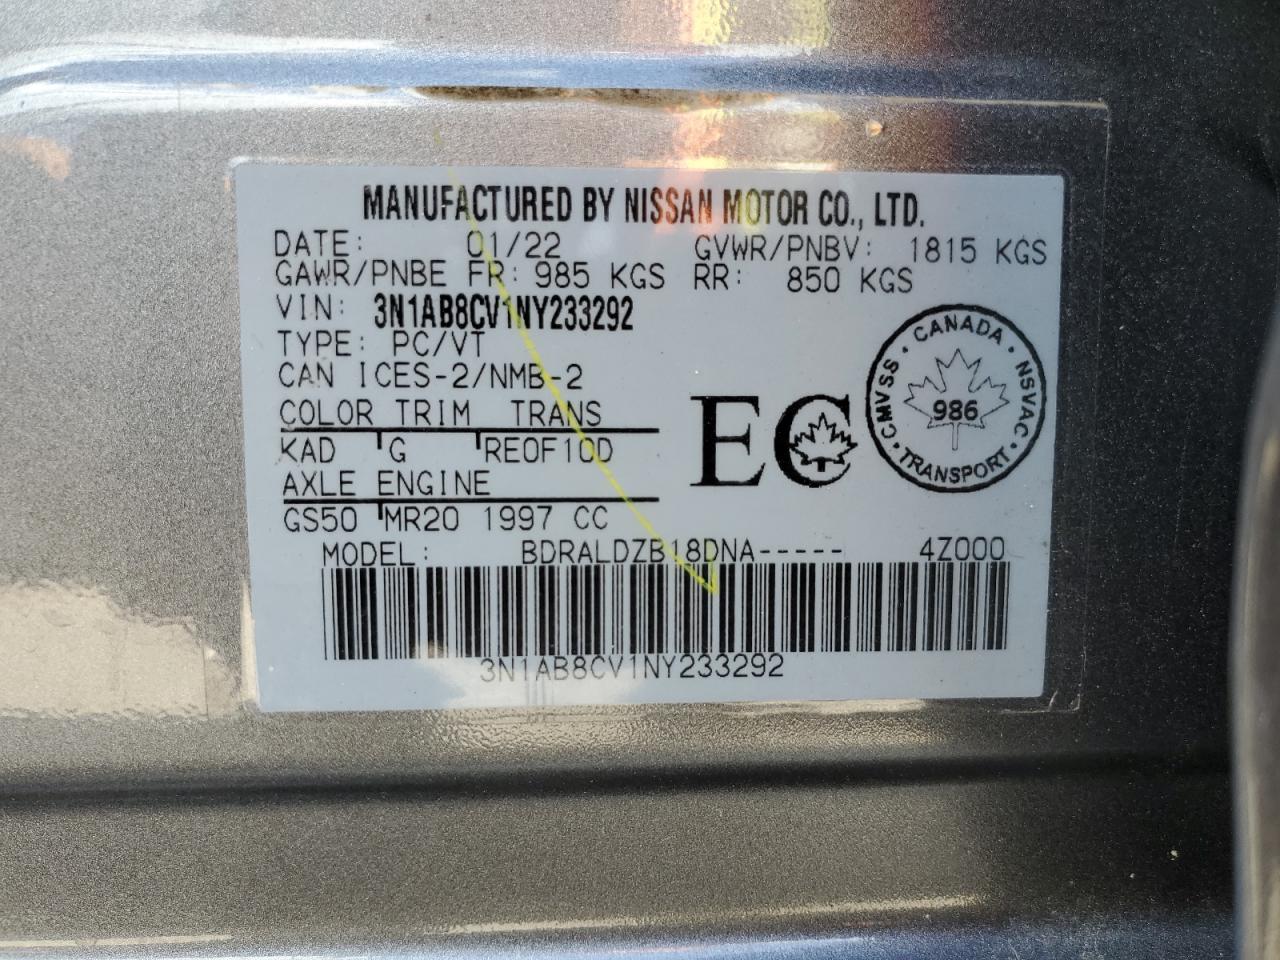 MANUFACTURED BY NISSAN MOTOR CO., LTD.
DATE: 01/22 GVWR/PNBV: 1815 KGS
GAWR/PNBE FR: 985 KGS RR: 850 KGS
VIN: 3N1AB8CV1NY233292
TYPE: PC/VT
CAN ICES-2/NMB-2
COLOR TRIM TRANS
KAD G RE0F10D
AXLE ENGINE
GS50 MR20 1997 CC
EC
CANADA · NSVAC · TRANSPORT · CMVSS ·
986
MODEL: BDRALDZB18DNA----- 4Z000
3N1AB8CV1NY233292